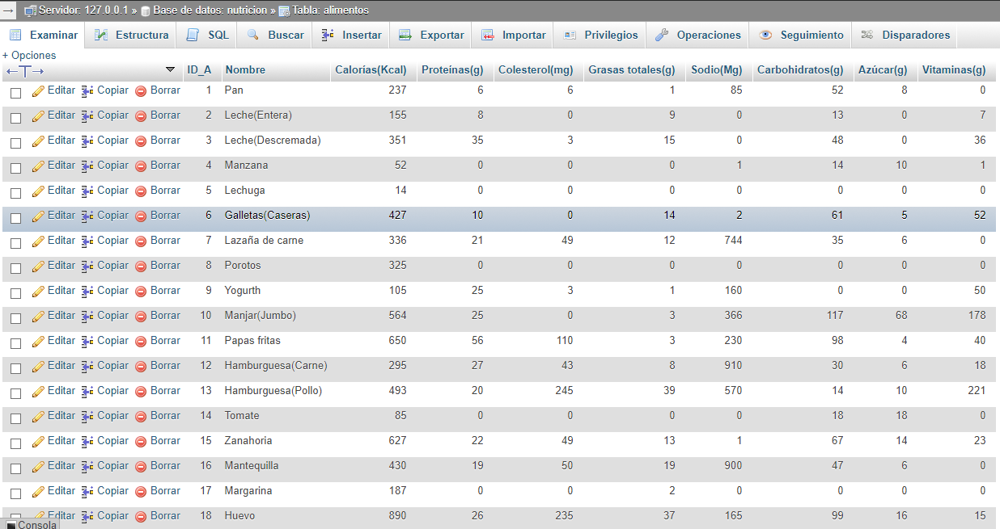 Servidor: 127.0.0.1 » Base de datos: nutricion » Tabla: alimentos
Examinar Estructura SQL Buscar Insertar Exportar Importar Privilegios Operaciones Seguimiento Disparadores
+ Opciones
←T→ ID_A Nombre Calorías(Kcal) Proteínas(g) Colesterol(mg) Grasas totales(g) Sodio(Mg) Carbohidratos(g) Azúcar(g) Vitaminas(g)
Editar Copiar Borrar 1 Pan 237 6 6 1 85 52 8 0
Editar Copiar Borrar 2 Leche(Entera) 155 8 0 9 0 13 0 7
Editar Copiar Borrar 3 Leche(Descremada) 351 35 3 15 0 48 0 36
Editar Copiar Borrar 4 Manzana 52 0 0 0 1 14 10 1
Editar Copiar Borrar 5 Lechuga 14 0 0 0 0 0 0 0
Editar Copiar Borrar 6 Galletas(Caseras) 427 10 0 14 2 61 5 52
Editar Copiar Borrar 7 Lazaña de carne 336 21 49 12 744 35 6 0
Editar Copiar Borrar 8 Porotos 325 0 0 0 0 0 0 0
Editar Copiar Borrar 9 Yogurth 105 25 3 1 160 0 0 50
Editar Copiar Borrar 10 Manjar(Jumbo) 564 25 0 3 366 117 68 178
Editar Copiar Borrar 11 Papas fritas 650 56 110 3 230 98 4 40
Editar Copiar Borrar 12 Hamburguesa(Carne) 295 27 43 8 910 30 6 18
Editar Copiar Borrar 13 Hamburguesa(Pollo) 493 20 245 39 570 14 10 221
Editar Copiar Borrar 14 Tomate 85 0 0 0 0 18 18 0
Editar Copiar Borrar 15 Zanahoria 627 22 49 13 1 67 14 23
Editar Copiar Borrar 16 Mantequilla 430 19 50 19 900 47 6 0
Editar Copiar Borrar 17 Margarina 187 0 0 2 0 0 0 0
Editar Copiar Borrar 18 Huevo 890 26 235 37 165 99 16 15
Consola